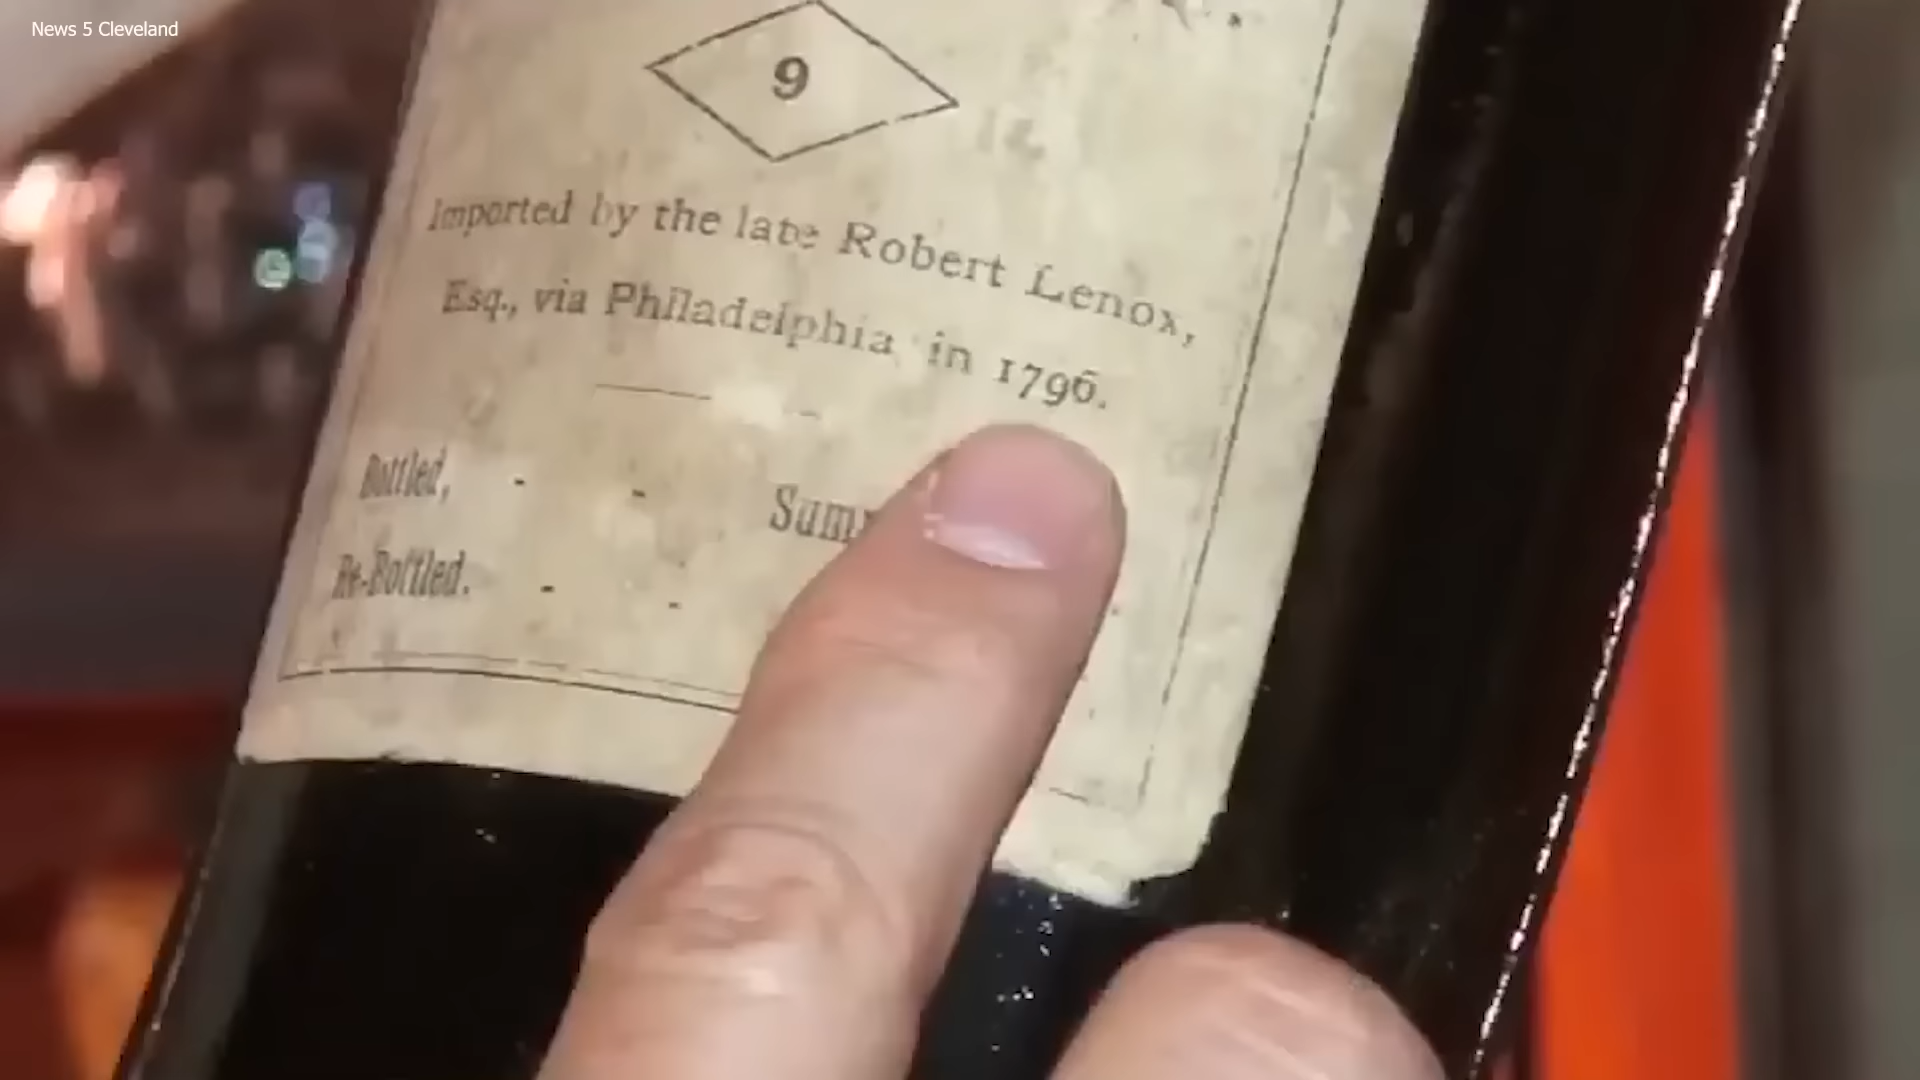 News 5 Cleveland
9
Imported by the late Robert Lenox,
Esq., via Philadelphia in 1796.
Bottled, - -
Re-Bottled. - -